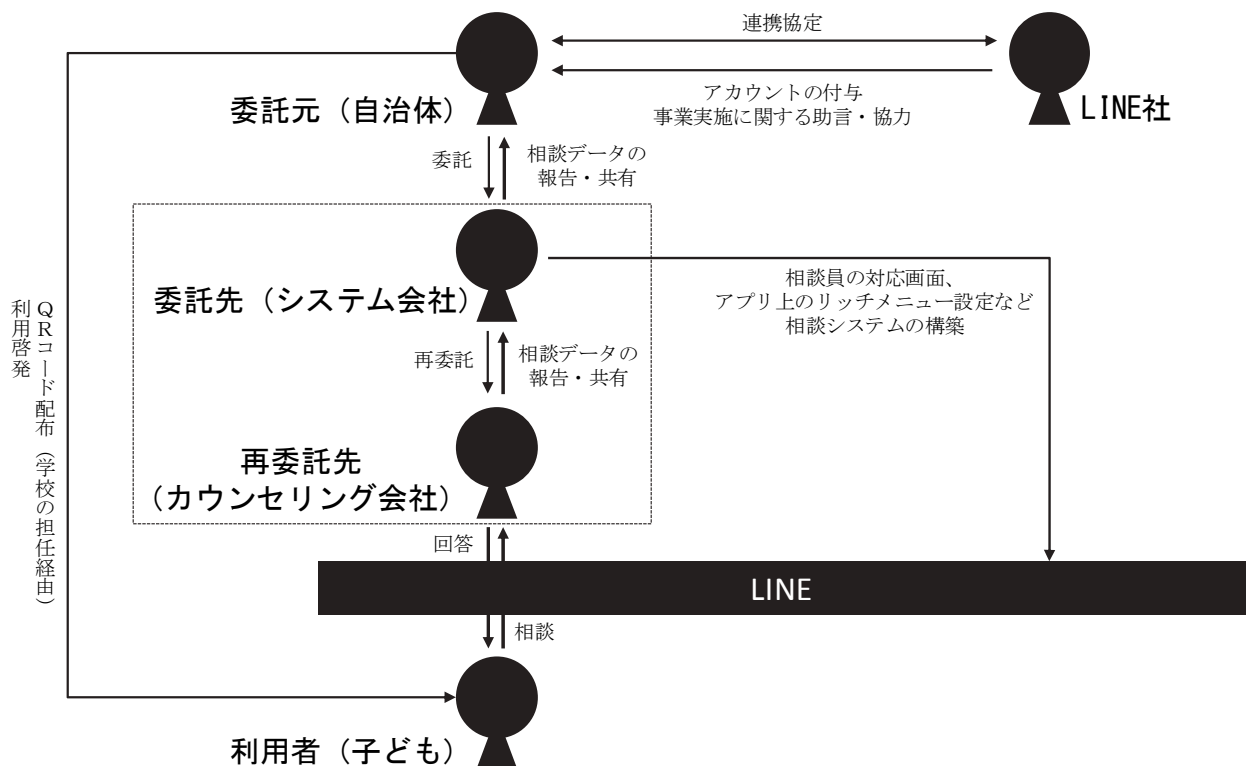 連携協定
アカウントの付与
事業実施に関する助言・協力
委託元（自治体）
LINE社
委託
相談データの
報告・共有
委託先（システム会社）
相談員の対応画面、
アプリ上のリッチメニュー設定など
相談システムの構築
再委託
相談データの
報告・共有
QRコード配布（学校の担任経由）
利用啓発
再委託先
（カウンセリング会社）
回答
LINE
相談
利用者（子ども）